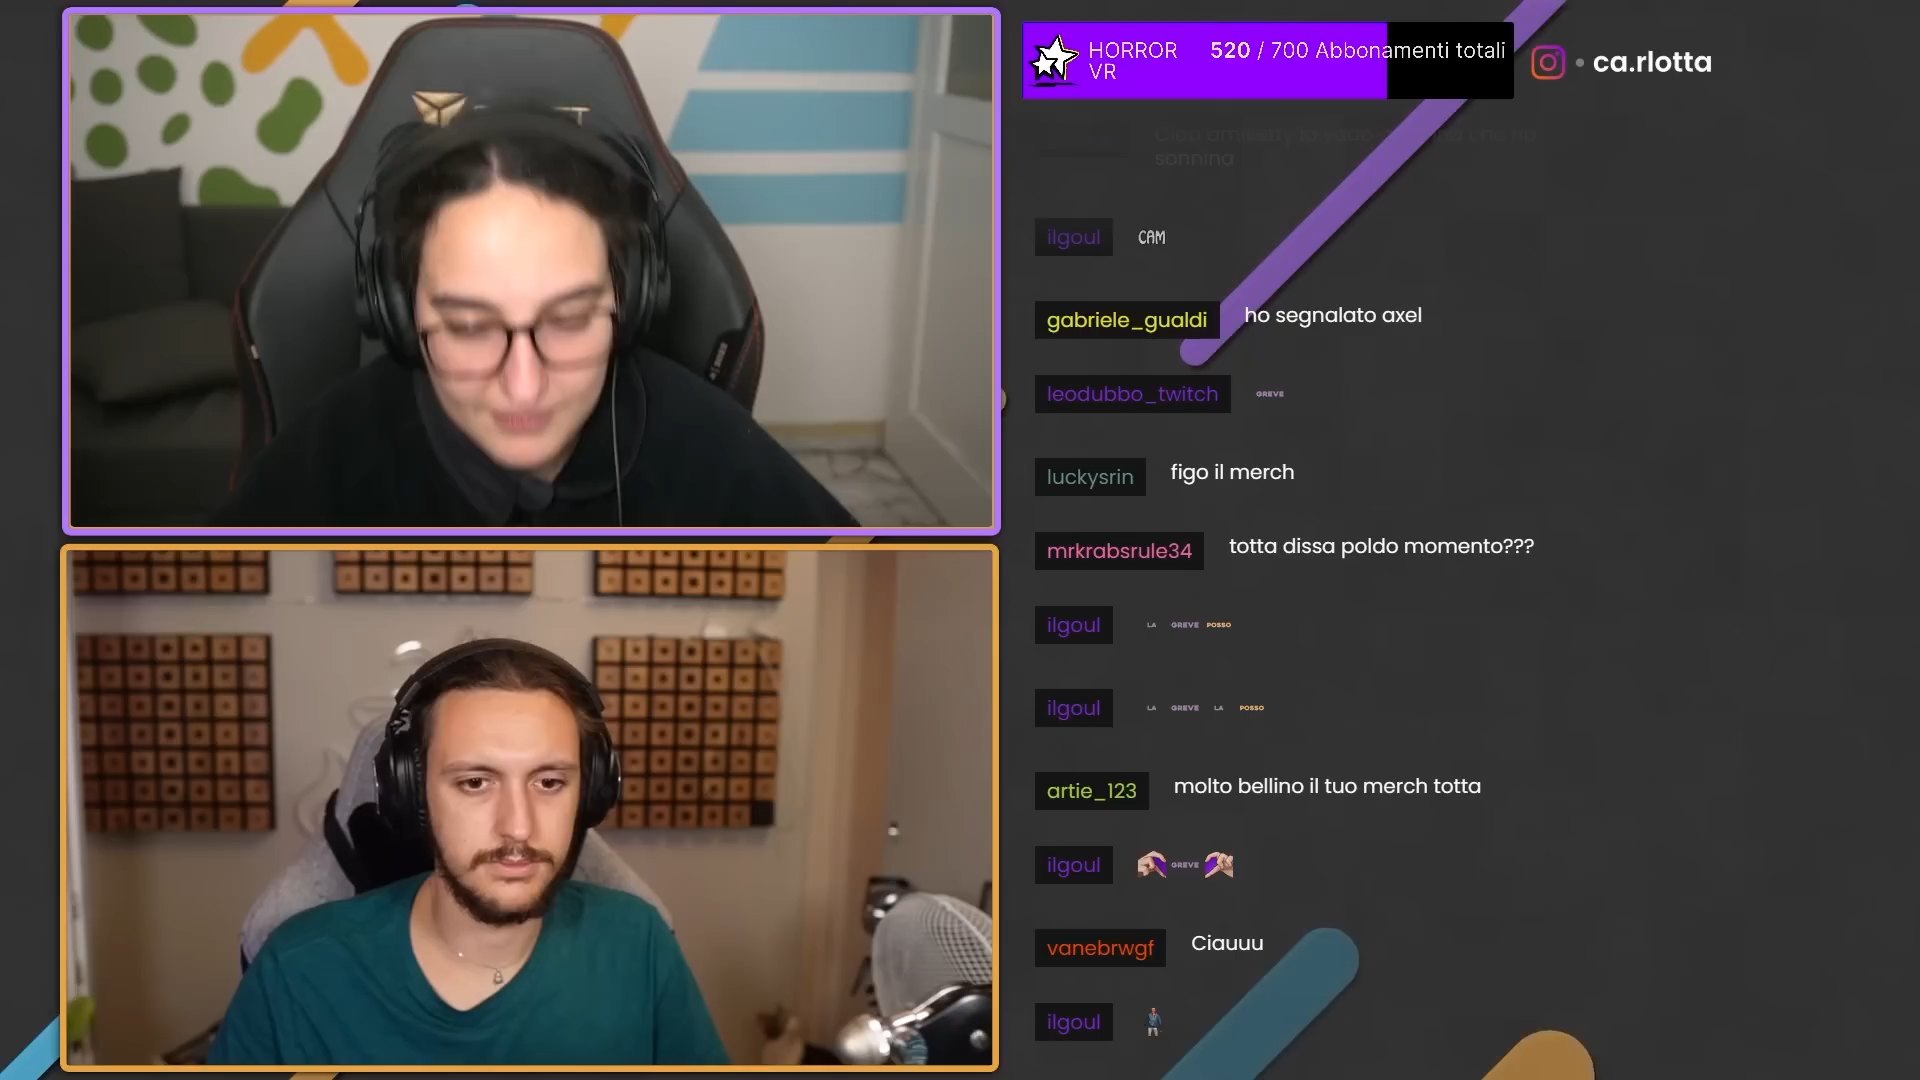 HORROR
VR
520 / 700 Abbonamenti totali
ca.rlotta
sonnino
ilgoul CAM
gabriele_gualdi ho segnalato axel
leodubbo_twitch GREVE
luckysrin figo il merch
mrkrabsrule34 totta dissa poldo momento???
ilgoul LA GREVE POSSO
ilgoul LA GREVE LA POSSO
artie_123 molto bellino il tuo merch totta
ilgoul GREVE
vanebrwgf Ciauuu
ilgoul